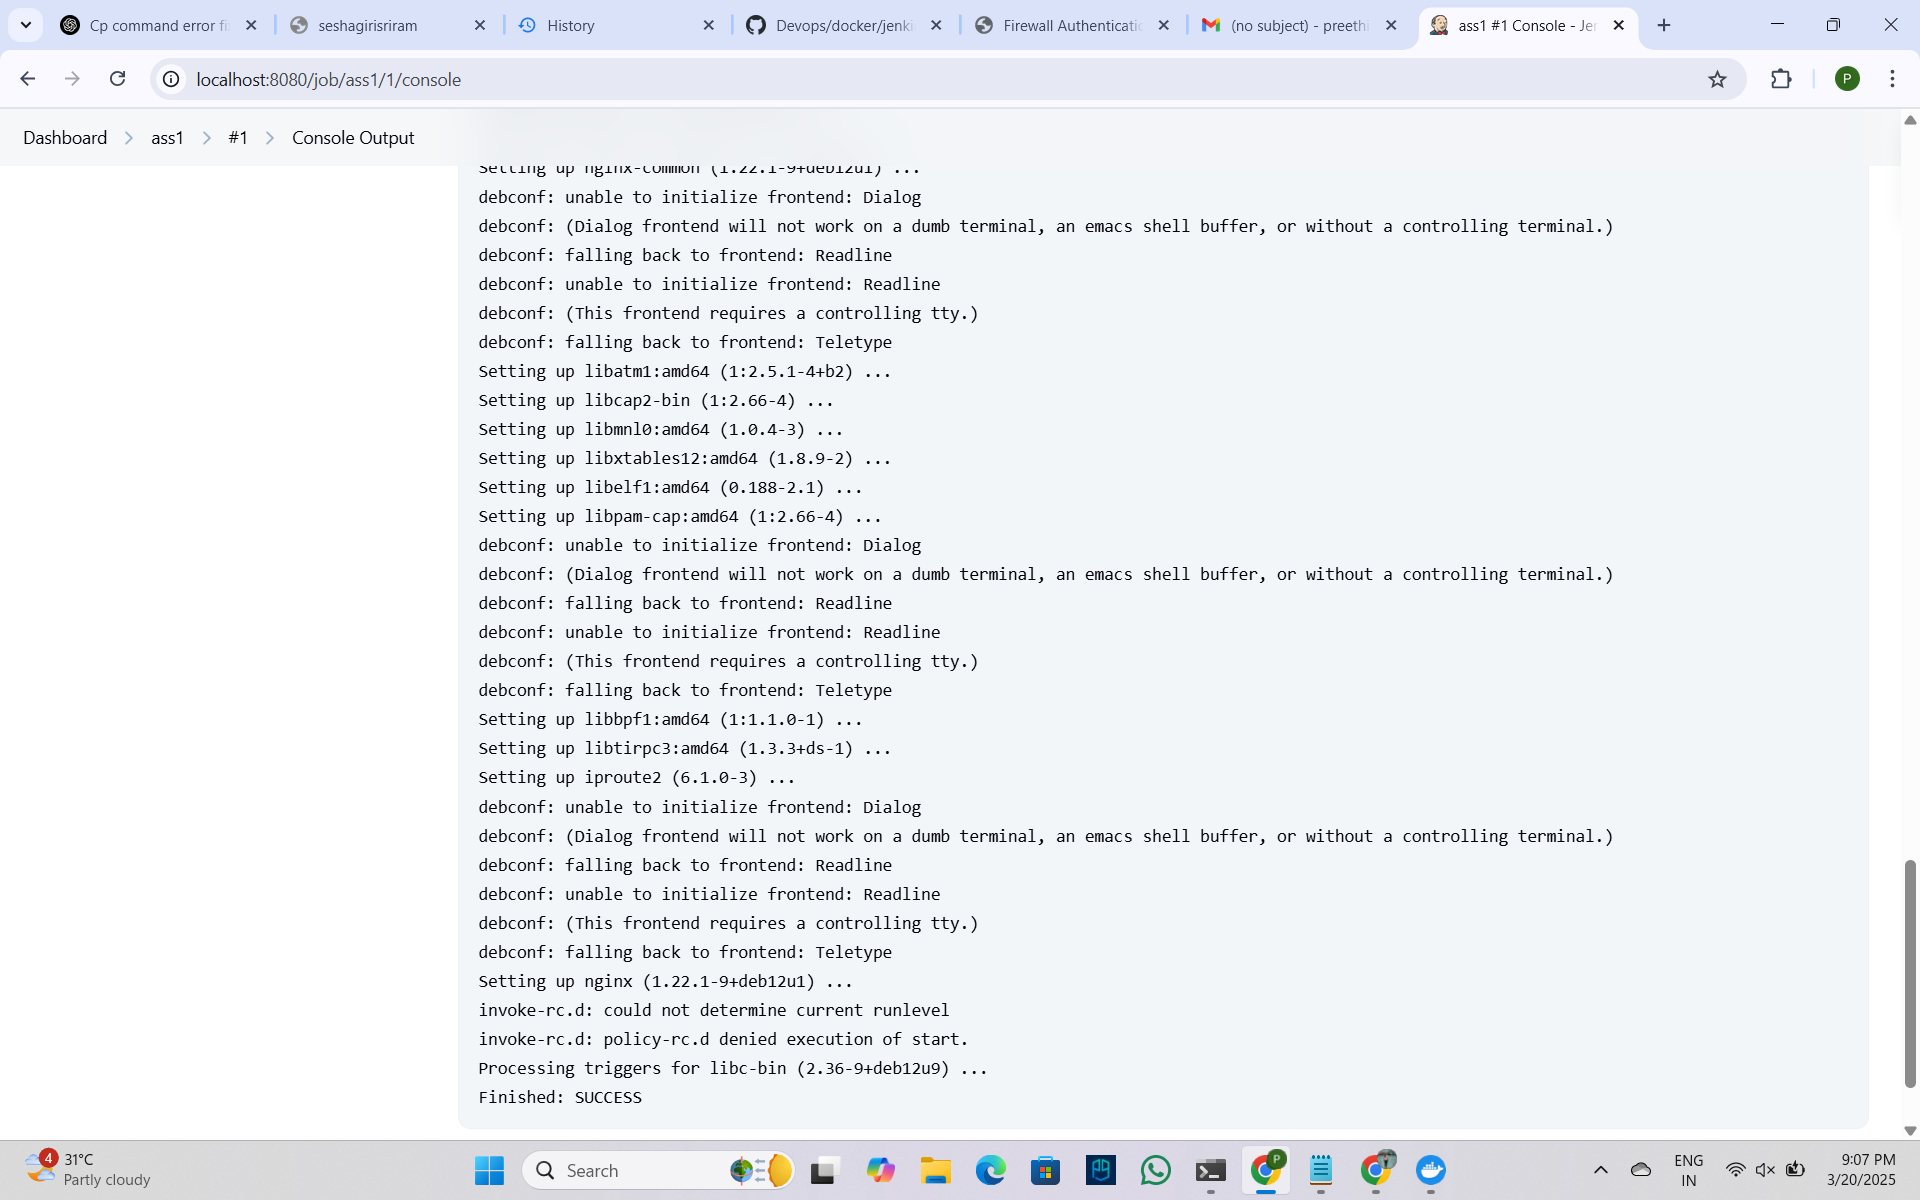 Cp command error fi
seshagirisriram
History
Devops/docker/jenki
Firewall Authenticatic
(no subject) - preethi
ass1 #1 Console - Jen
localhost:8080/job/ass1/1/console
P
Dashboard
ass1
#1
Console Output
Setting up nginx-common (1.22.1-9+deb12u1) ...
debconf: unable to initialize frontend: Dialog
debconf: (Dialog frontend will not work on a dumb terminal, an emacs shell buffer, or without a controlling terminal.)
debconf: falling back to frontend: Readline
debconf: unable to initialize frontend: Readline
debconf: (This frontend requires a controlling tty.)
debconf: falling back to frontend: Teletype
Setting up libatm1:amd64 (1:2.5.1-4+b2) ...
Setting up libcap2-bin (1:2.66-4) ...
Setting up libmnl0:amd64 (1.0.4-3) ...
Setting up libxtables12:amd64 (1.8.9-2) ...
Setting up libelf1:amd64 (0.188-2.1) ...
Setting up libpam-cap:amd64 (1:2.66-4) ...
debconf: unable to initialize frontend: Dialog
debconf: (Dialog frontend will not work on a dumb terminal, an emacs shell buffer, or without a controlling terminal.)
debconf: falling back to frontend: Readline
debconf: unable to initialize frontend: Readline
debconf: (This frontend requires a controlling tty.)
debconf: falling back to frontend: Teletype
Setting up libbpf1:amd64 (1:1.1.0-1) ...
Setting up libtirpc3:amd64 (1.3.3+ds-1) ...
Setting up iproute2 (6.1.0-3) ...
debconf: unable to initialize frontend: Dialog
debconf: (Dialog frontend will not work on a dumb terminal, an emacs shell buffer, or without a controlling terminal.)
debconf: falling back to frontend: Readline
debconf: unable to initialize frontend: Readline
debconf: (This frontend requires a controlling tty.)
debconf: falling back to frontend: Teletype
Setting up nginx (1.22.1-9+deb12u1) ...
invoke-rc.d: could not determine current runlevel
invoke-rc.d: policy-rc.d denied execution of start.
Processing triggers for libc-bin (2.36-9+deb12u9) ...
Finished: SUCCESS
4
31°C
Partly cloudy
Search
P
ENG
IN
9:07 PM
3/20/2025